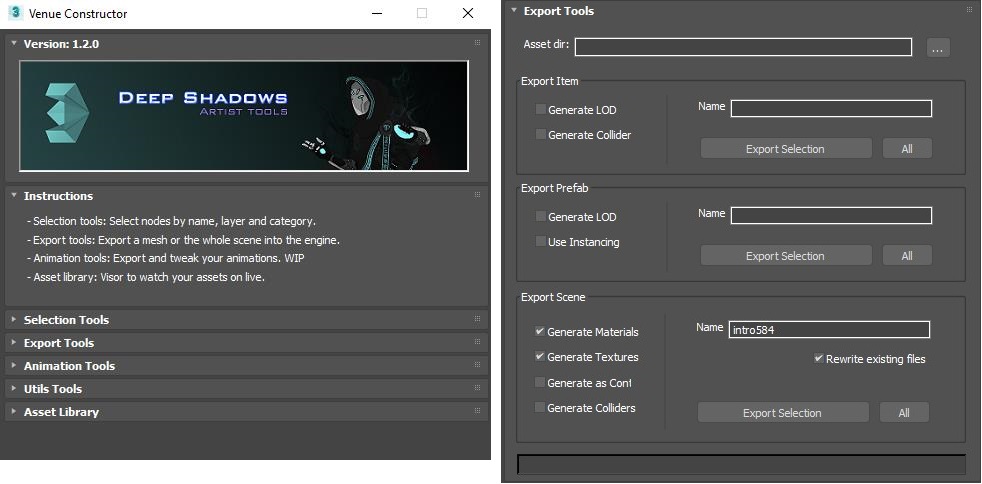 Venue Constructor
Version: 1.2.0
DEEP SHADOWS
ARTIST TOOLS
Instructions
- Selection tools: Select nodes by name, layer and category.
- Export tools: Export a mesh or the whole scene into the engine.
- Animation tools: Export and tweak your animations. WIP
- Asset library: Visor to watch your assets on live.
Selection Tools
Export Tools
Animation Tools
Utils Tools
Asset Library
Export Tools
Asset dir:
...
Export Item
Generate LOD
Generate Collider
Name
Export Selection
All
Export Prefab
Generate LOD
Use Instancing
Name
Export Selection
All
Export Scene
Generate Materials
Generate Textures
Generate as Cont
Generate Colliders
Name
intro584
Rewrite existing files
Export Selection
All